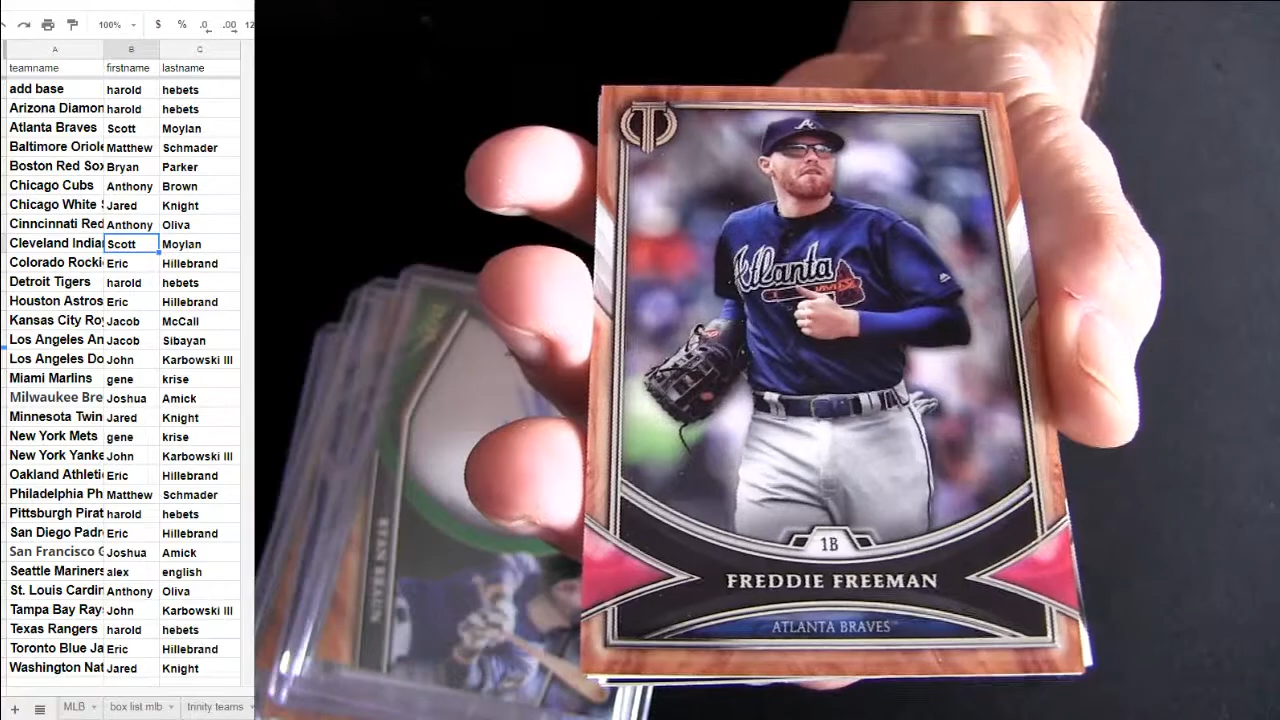 100% $ % .0 .00 12
A B C
teamname firstname lastname
add base harold hebets
Arizona Diamon harold hebets
Atlanta Braves Scott Moylan
Baltimore Oriole Matthew Schmader
Boston Red Sox Bryan Parker
Chicago Cubs Anthony Brown
Chicago White S Jared Knight
Cinncinnati Red Anthony Oliva
Cleveland India Scott Moylan
Colorado Rockie Eric Hillebrand
Detroit Tigers harold hebets
Houston Astros Eric Hillebrand
Kansas City Ro Jacob McCall
Los Angeles An Jacob Sibayan
Los Angeles Do John Karbowski III
Miami Marlins gene krise
Milwaukee Bre Joshua Amick
Minnesota Twin Jared Knight
New York Mets gene krise
New York Yanke John Karbowski III
Oakland Athleti Eric Hillebrand
Philadelphia Ph Matthew Schmader
Pittsburgh Pirat harold hebets
San Diego Padr Eric Hillebrand
San Francisco G Joshua Amick
Seattle Mariners alex english
St. Louis Cardin Anthony Oliva
Tampa Bay Ray John Karbowski III
Texas Rangers harold hebets
Toronto Blue Ja Eric Hillebrand
Washington Nat Jared Knight
MLB box list mlb trinity teams
A
Atlanta
1B
FREDDIE FREEMAN
ATLANTA BRAVES